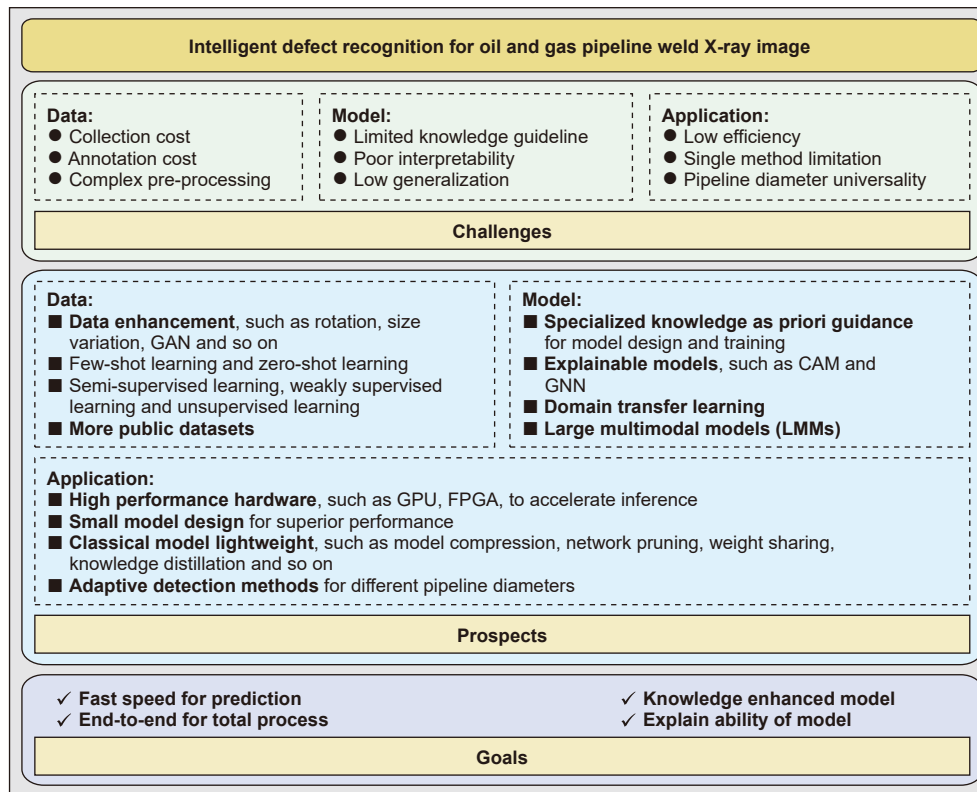 Intelligent defect recognition for oil and gas pipeline weld X-ray image
Data:
● Collection cost
● Annotation cost
● Complex pre-processing
Model:
● Limited knowledge guideline
● Poor interpretability
● Low generalization
Application:
● Low efficiency
● Single method limitation
● Pipeline diameter universality
Challenges
Data:
■ Data enhancement, such as rotation, size
variation, GAN and so on
■ Few-shot learning and zero-shot learning
■ Semi-supervised learning, weakly supervised
learning and unsupervised learning
■ More public datasets
Model:
■ Specialized knowledge as priori guidance
for model design and training
■ Explainable models, such as CAM and
GNN
■ Domain transfer learning
■ Large multimodal models (LMMs)
Application:
■ High performance hardware, such as GPU, FPGA, to accelerate inference
■ Small model design for superior performance
■ Classical model lightweight, such as model compression, network pruning, weight sharing,
knowledge distillation and so on
■ Adaptive detection methods for different pipeline diameters
Prospects
✓ Fast speed for prediction
✓ End-to-end for total process
✓ Knowledge enhanced model
✓ Explain ability of model
Goals